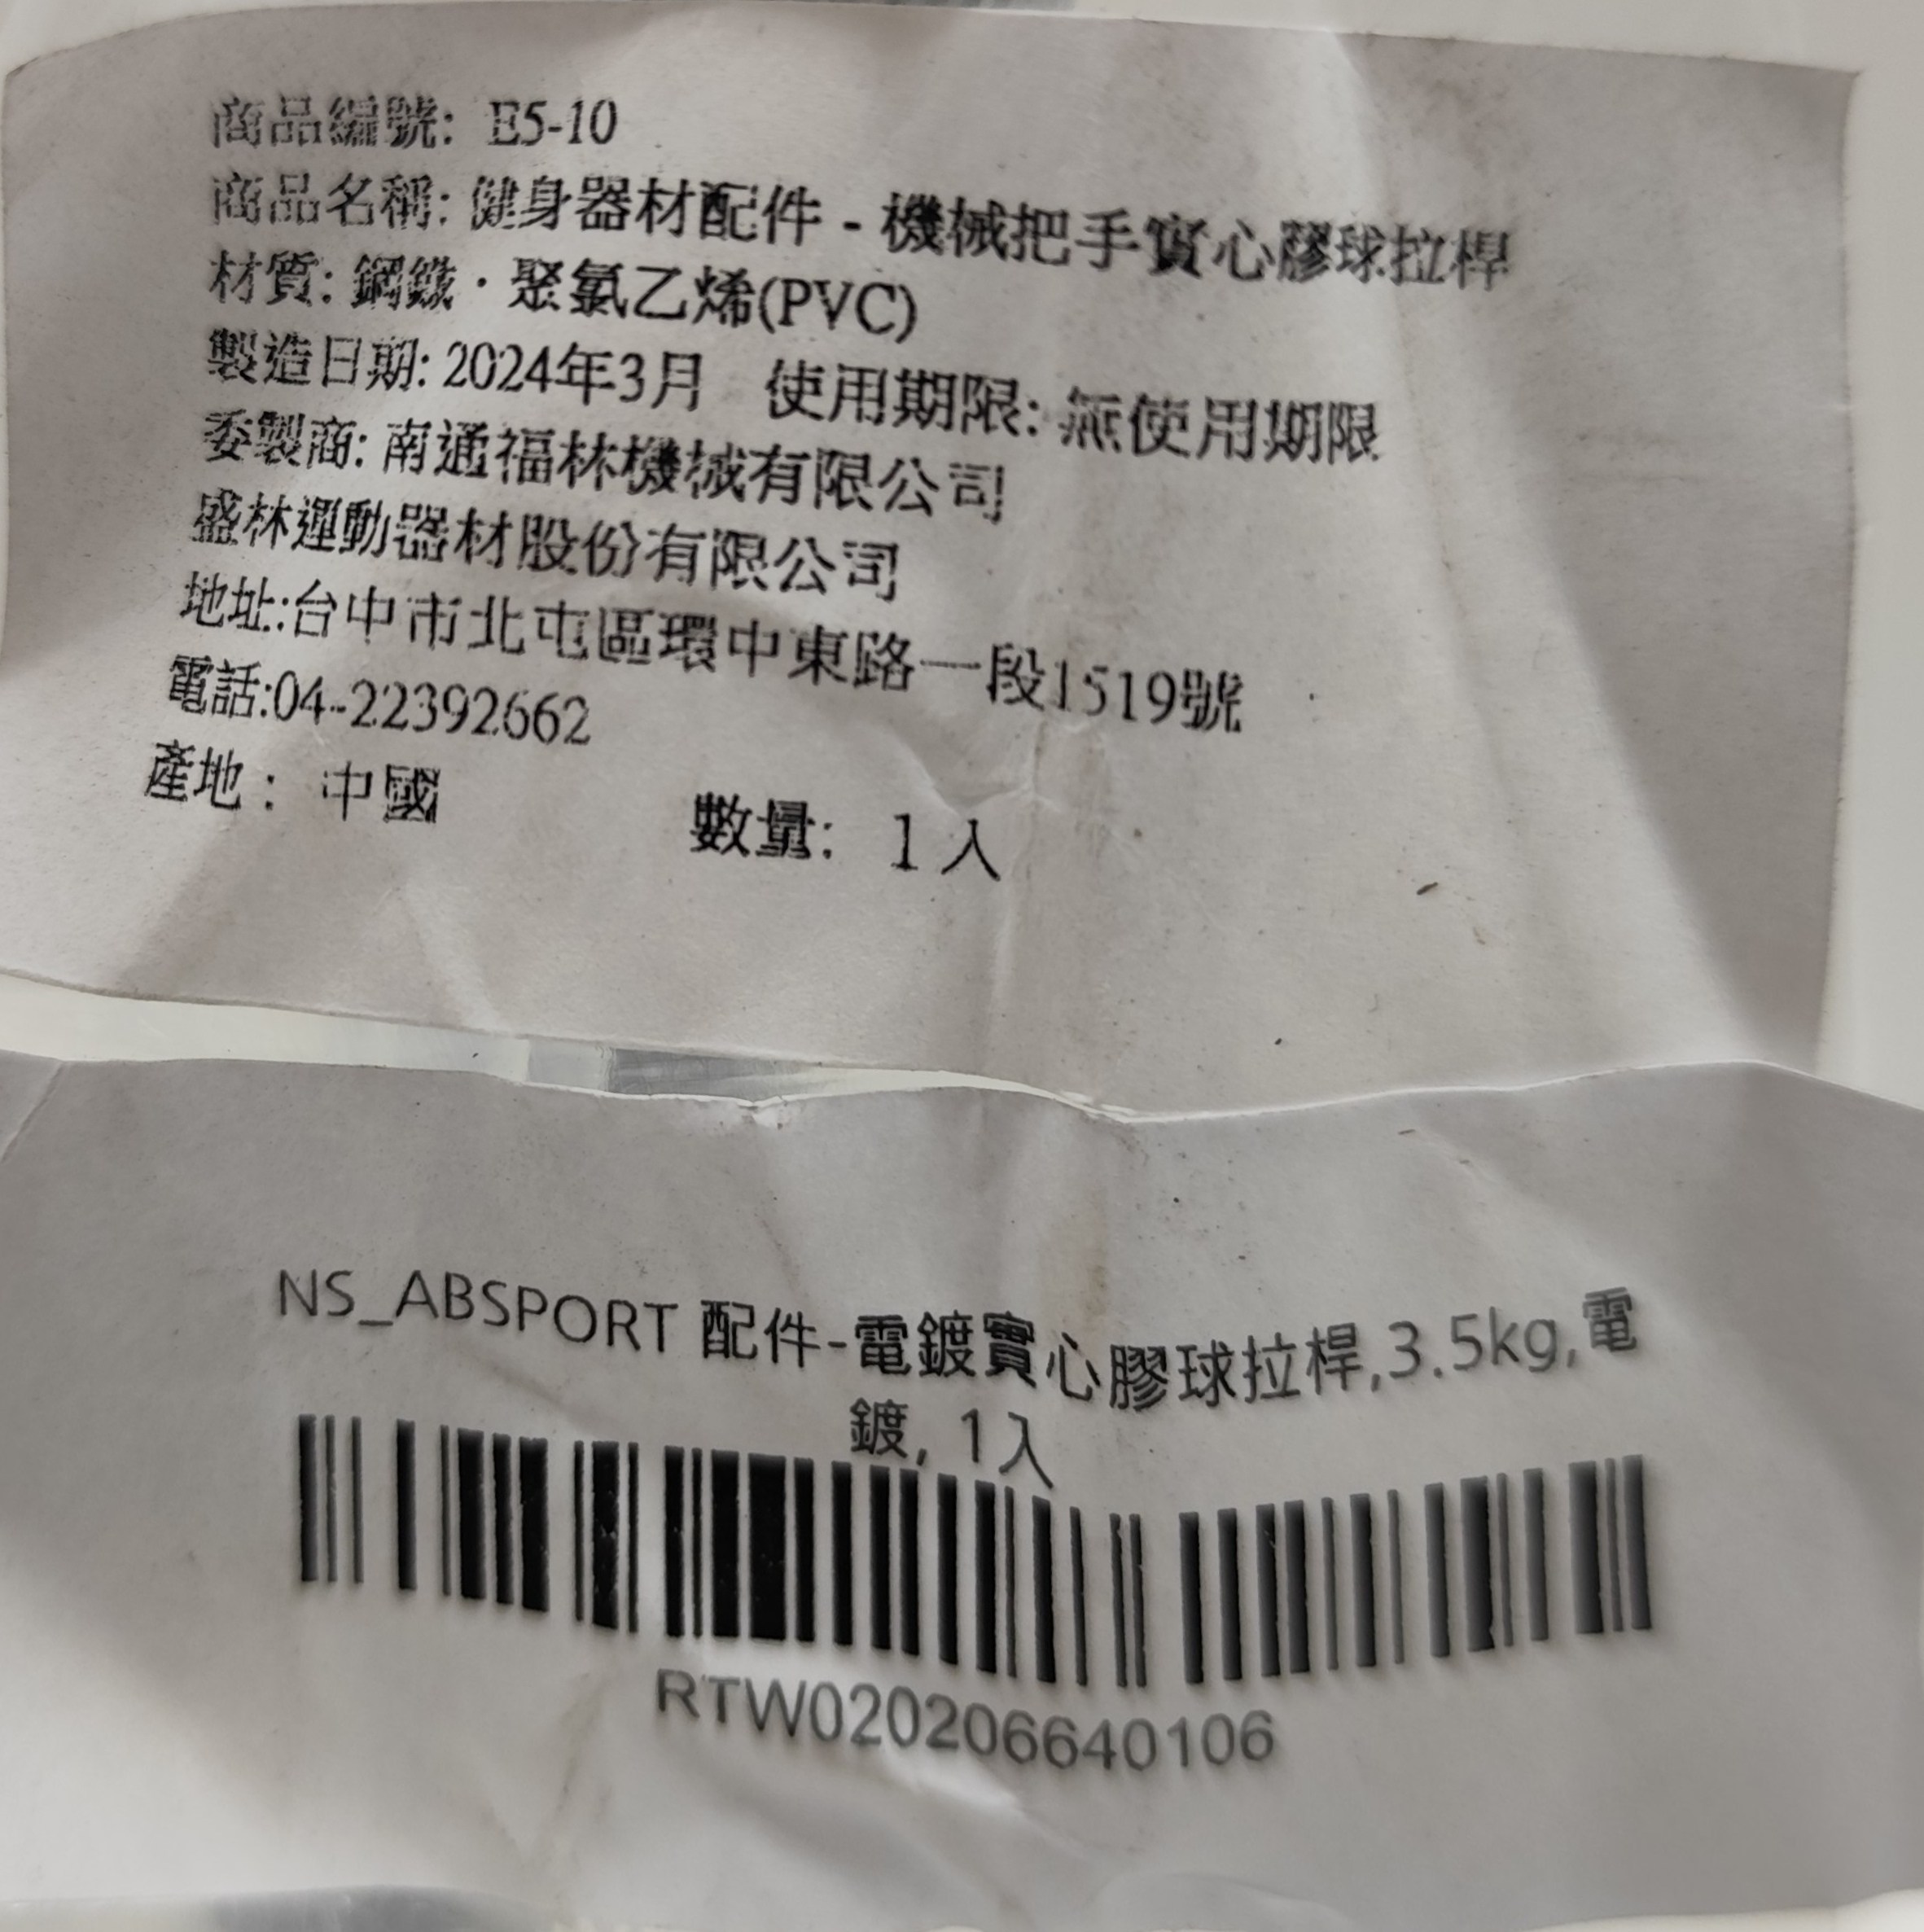 商品編號: E5-10
商品名稱: 健身器材配件 - 機械把手實心膠球拉桿
材質: 鋼鐵 · 聚氯乙烯(PVC)
製造日期: 2024年3月 使用期限: 無使用期限
委製商: 南通福林機械有限公司
盛林運動器材股份有限公司
地址:台中市北屯區環中東路一段1519號
電話:04-22392662
產地： 中國 數量: 1 入
NS_ABSPORT 配件-電鍍實心膠球拉桿,3.5kg,電
鍍, 1入
RTW020206640106